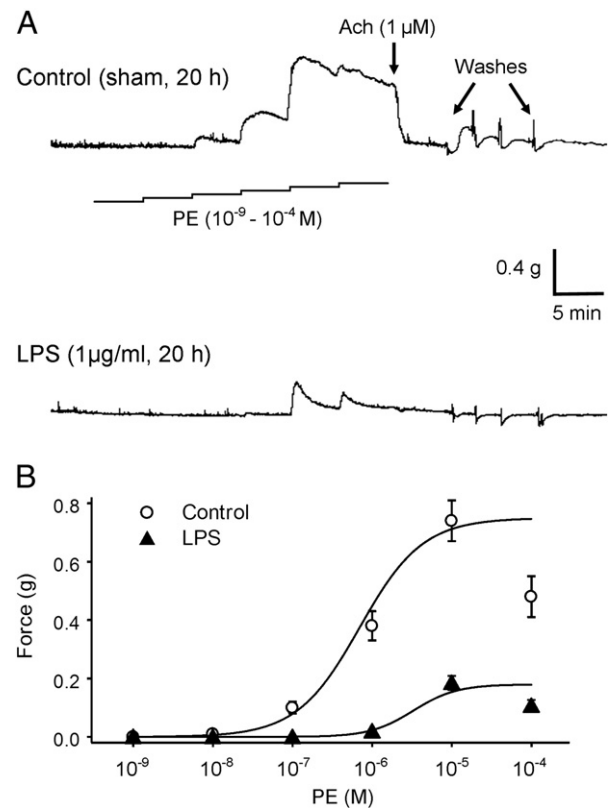 A
Ach (1 µM)
Control (sham, 20 h)
Washes
PE (10⁻⁹ - 10⁻⁴ M)
0.4 g
5 min
LPS (1µg/ml, 20 h)
B
0.8
0.6
0.4
0.2
0.0
Force (g)
Control
LPS
10⁻⁹ 10⁻⁸ 10⁻⁷ 10⁻⁶ 10⁻⁵ 10⁻⁴
PE (M)